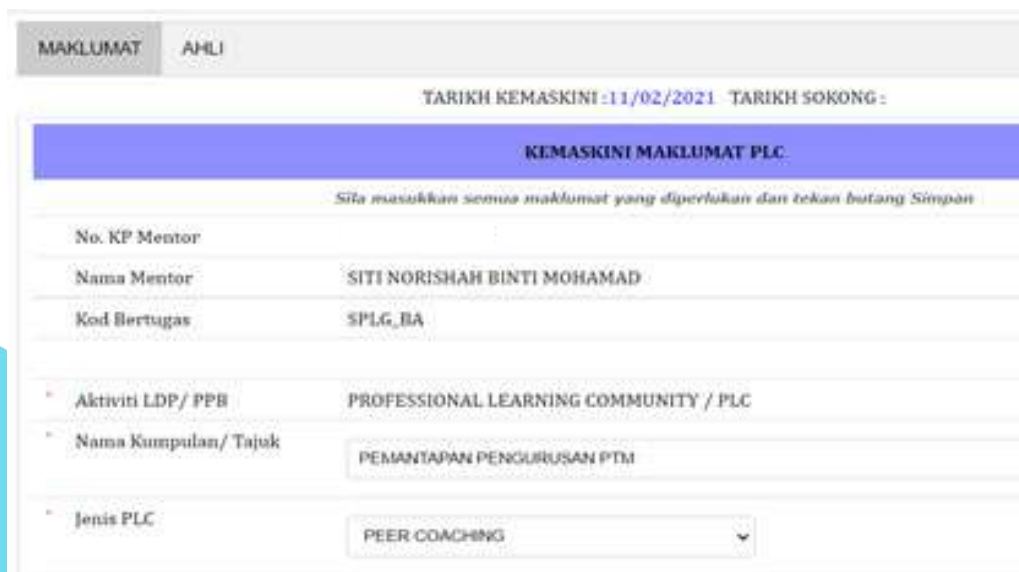 MAKLUMAT AHLI
TARIKH KEMASKINI :11/02/2021 TARIKH SOKONG :
KEMASKINI MAKLUMAT PLC
Sila masukkan semua maklumat yang diperlukan dan tekan butang Simpan
No. KP Mentor
Nama Mentor SITI NORISHAH BINTI MOHAMAD
Kod Bertugas SPLG_BA
* Aktiviti LDP/ PPB PROFESSIONAL LEARNING COMMUNITY / PLC
* Nama Kumpulan/ Tajuk PEMANTAPAN PENGURUSAN PTM
* Jenis PLC PEER COACHING